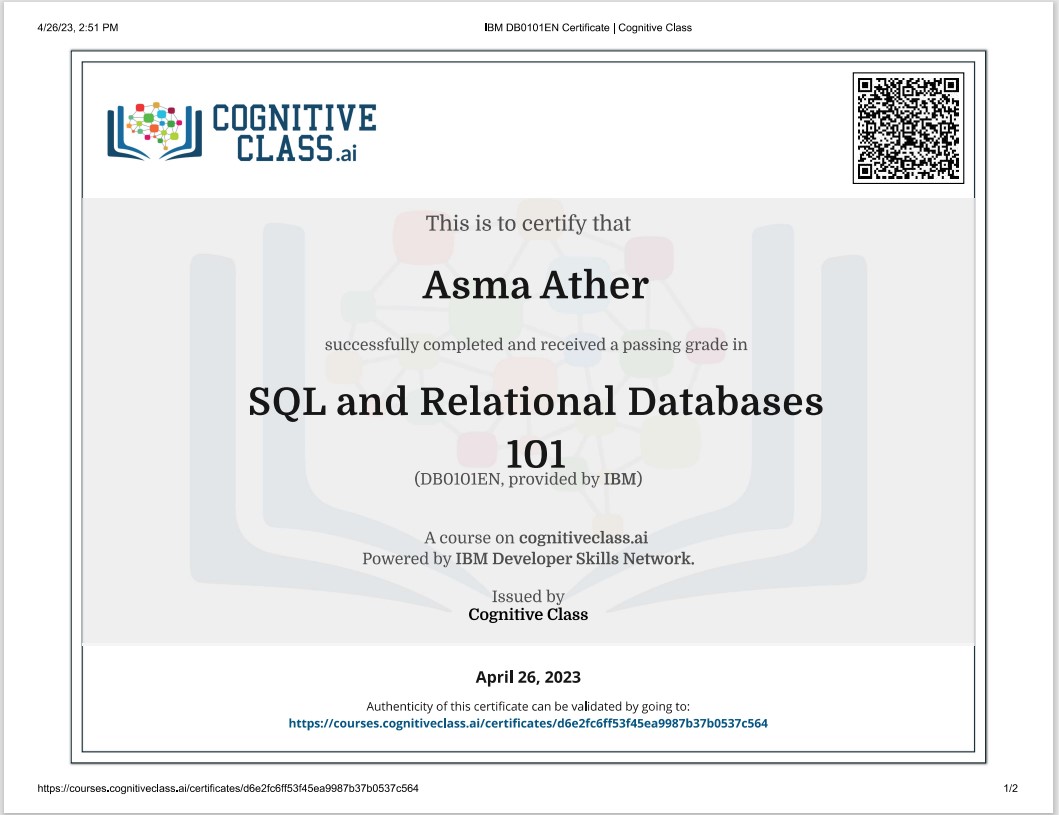 4/26/23, 2:51 PM
IBM DB0101EN Certificate | Cognitive Class
COGNITIVE
CLASS.ai
This is to certify that
Asma Ather
successfully completed and received a passing grade in
SQL and Relational Databases
101
(DB0101EN, provided by IBM)
A course on cognitiveclass.ai
Powered by IBM Developer Skills Network.
Issued by
Cognitive Class
April 26, 2023
Authenticity of this certificate can be validated by going to:
https://courses.cognitiveclass.ai/certificates/d6e2fc6ff53f45ea9987b37b0537c564
https://courses.cognitiveclass.ai/certificates/d6e2fc6ff53f45ea9987b37b0537c564
1/2